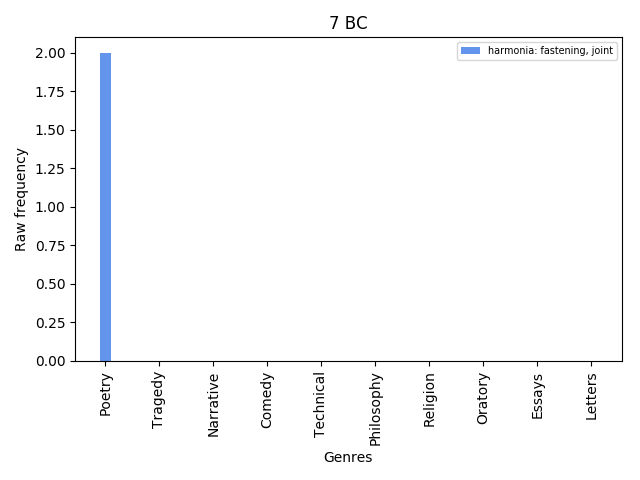 7 BC
harmonia: fastening, joint
Raw frequency
2.00
1.75
1.50
1.25
1.00
0.75
0.50
0.25
0.00
Poetry
Tragedy
Narrative
Comedy
Technical
Philosophy
Religion
Oratory
Essays
Letters
Genres